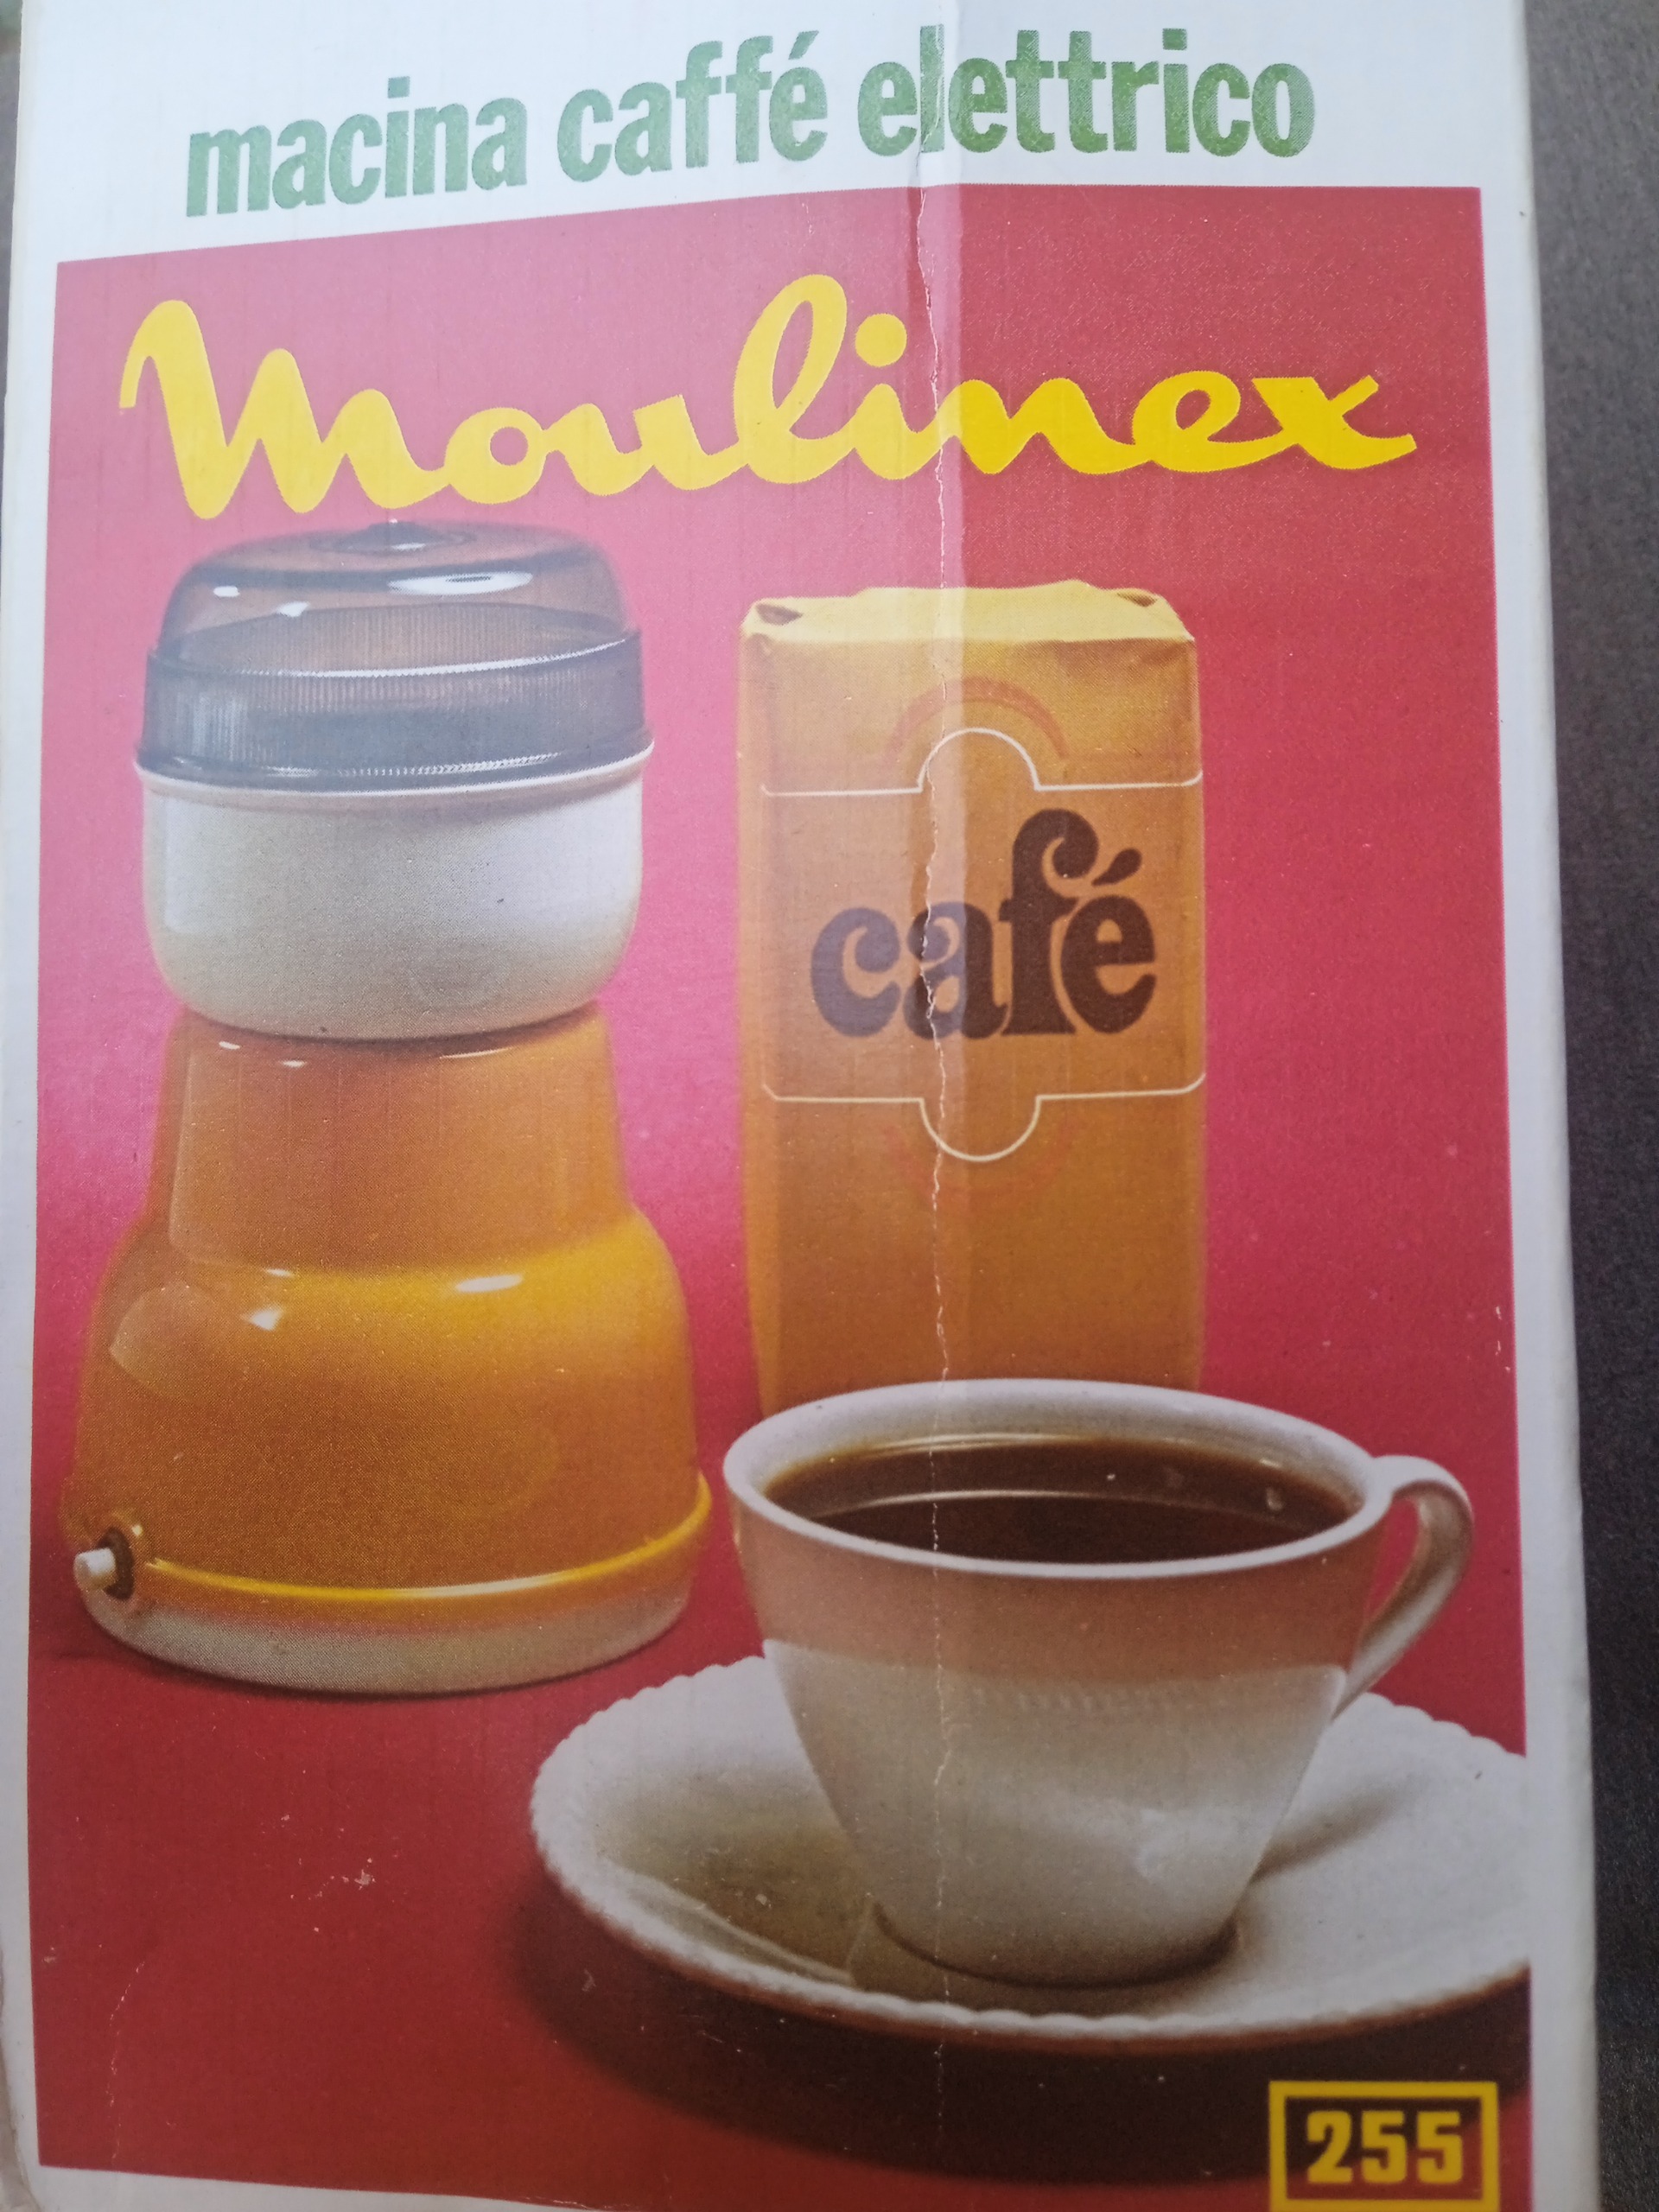 macina caffé elettrico
Moulinex
café
255